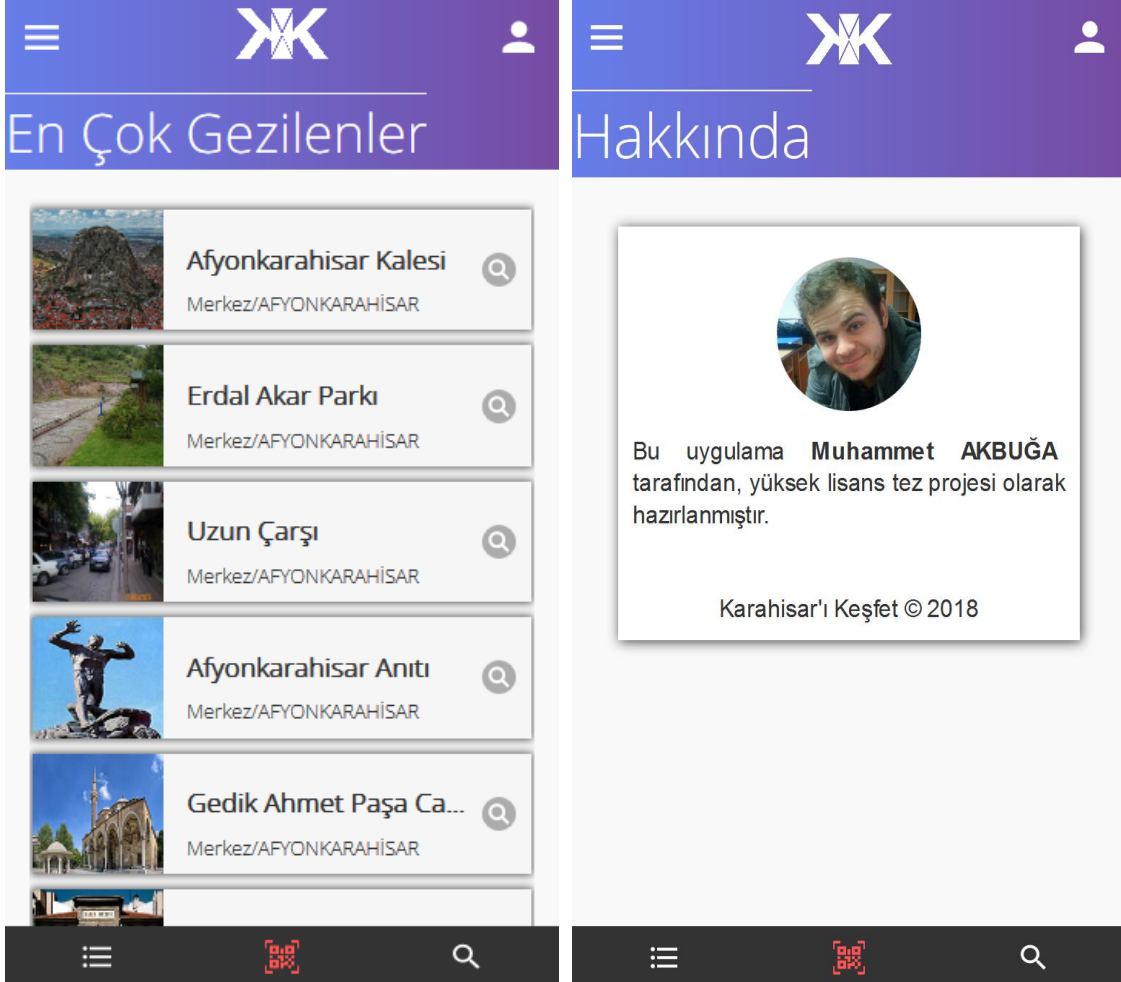 En Çok Gezilenler
Afyonkarahisar Kalesi
Merkez/AFYONKARAHİSAR
Erdal Akar Parkı
Merkez/AFYONKARAHİSAR
Uzun Çarşı
Merkez/AFYONKARAHİSAR
Afyonkarahisar Anıtı
Merkez/AFYONKARAHİSAR
Gedik Ahmet Paşa Ca...
Merkez/AFYONKARAHİSAR
Hakkında
Bu uygulama Muhammet AKBUĞA
tarafından, yüksek lisans tez projesi olarak
hazırlanmıştır.
Karahisar'ı Keşfet © 2018